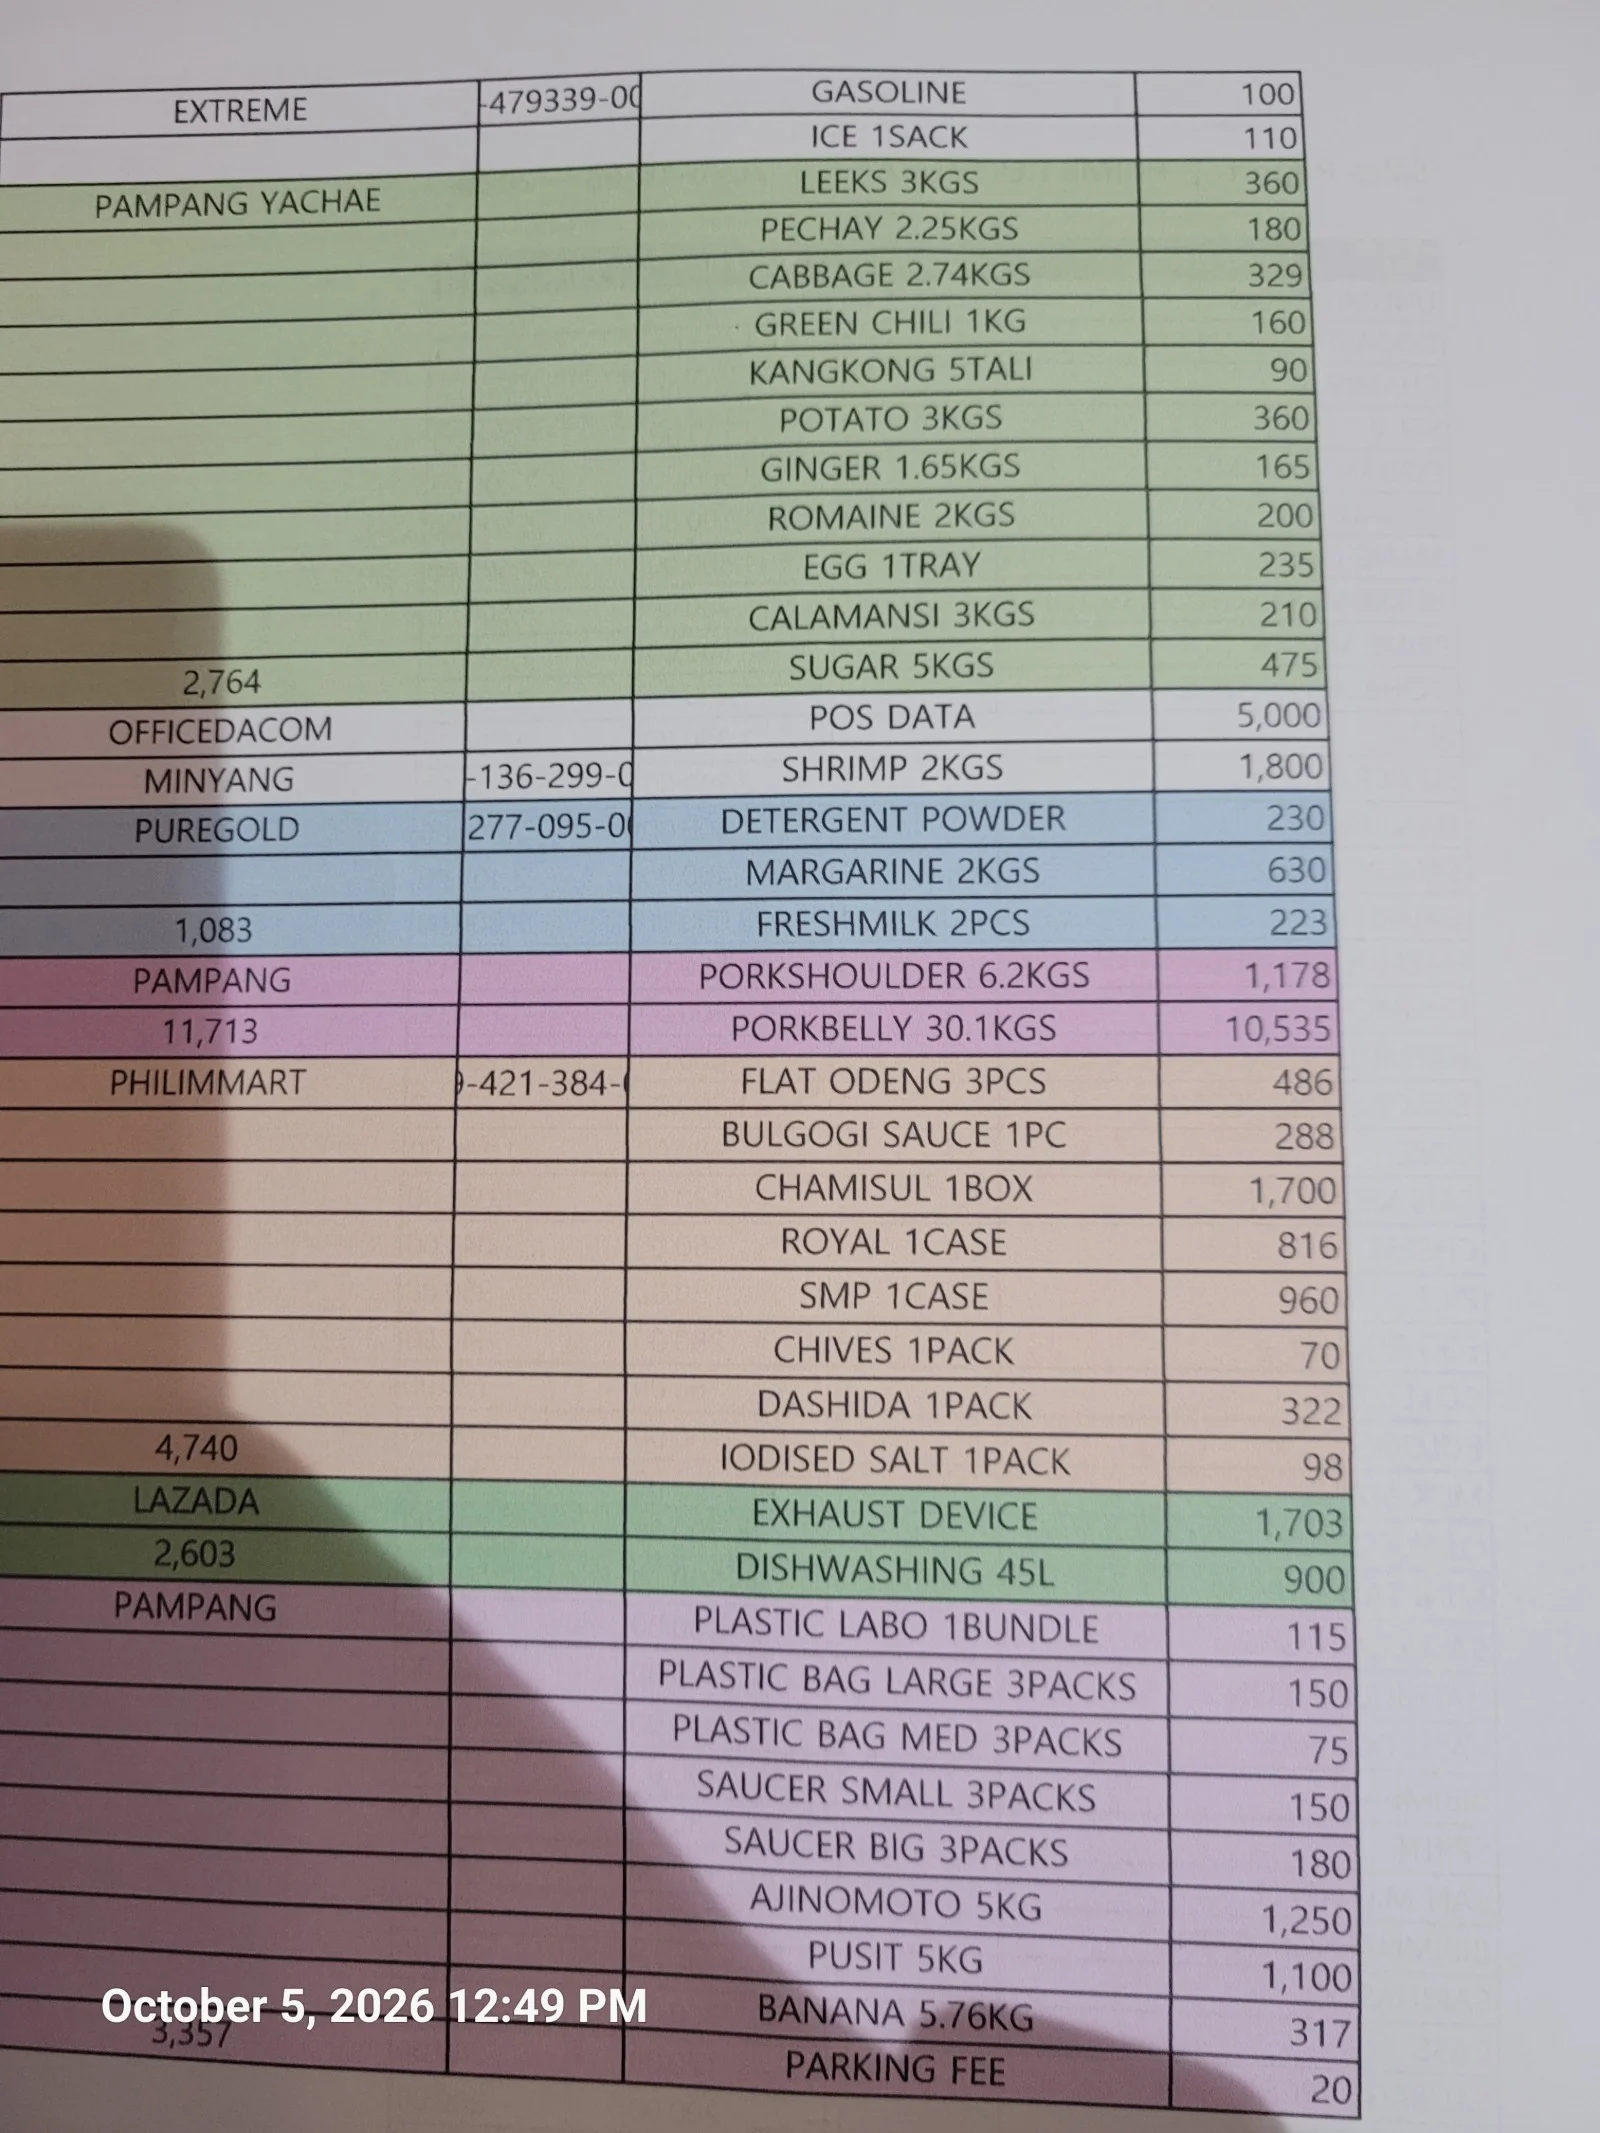 EXTREME -479339-00 GASOLINE 100
ICE 1SACK 110
PAMPANG YACHAE LEEKS 3KGS 360
PECHAY 2.25KGS 180
CABBAGE 2.74KGS 329
GREEN CHILI 1KG 160
KANGKONG 5TALI 90
POTATO 3KGS 360
GINGER 1.65KGS 165
ROMAINE 2KGS 200
EGG 1TRAY 235
CALAMANSI 3KGS 210
2,764 SUGAR 5KGS 475
OFFICEDACOM POS DATA 5,000
MINYANG -136-299-0 SHRIMP 2KGS 1,800
PUREGOLD 277-095-0 DETERGENT POWDER 230
MARGARINE 2KGS 630
1,083 FRESHMILK 2PCS 223
PAMPANG PORKSHOULDER 6.2KGS 1,178
11,713 PORKBELLY 30.1KGS 10,535
PHILIMMART -421-384- FLAT ODENG 3PCS 486
BULGOGI SAUCE 1PC 288
CHAMISUL 1BOX 1,700
ROYAL 1CASE 816
SMP 1CASE 960
CHIVES 1PACK 70
DASHIDA 1PACK 322
4,740 IODISED SALT 1PACK 98
LAZADA EXHAUST DEVICE 1,703
2,603 DISHWASHING 45L 900
PAMPANG PLASTIC LABO 1BUNDLE 115
PLASTIC BAG LARGE 3PACKS 150
PLASTIC BAG MED 3PACKS 75
SAUCER SMALL 3PACKS 150
SAUCER BIG 3PACKS 180
AJINOMOTO 5KG 1,250
PUSIT 5KG 1,100
BANANA 5.76KG 317
3,357 PARKING FEE 20
October 5, 2026 12:49 PM